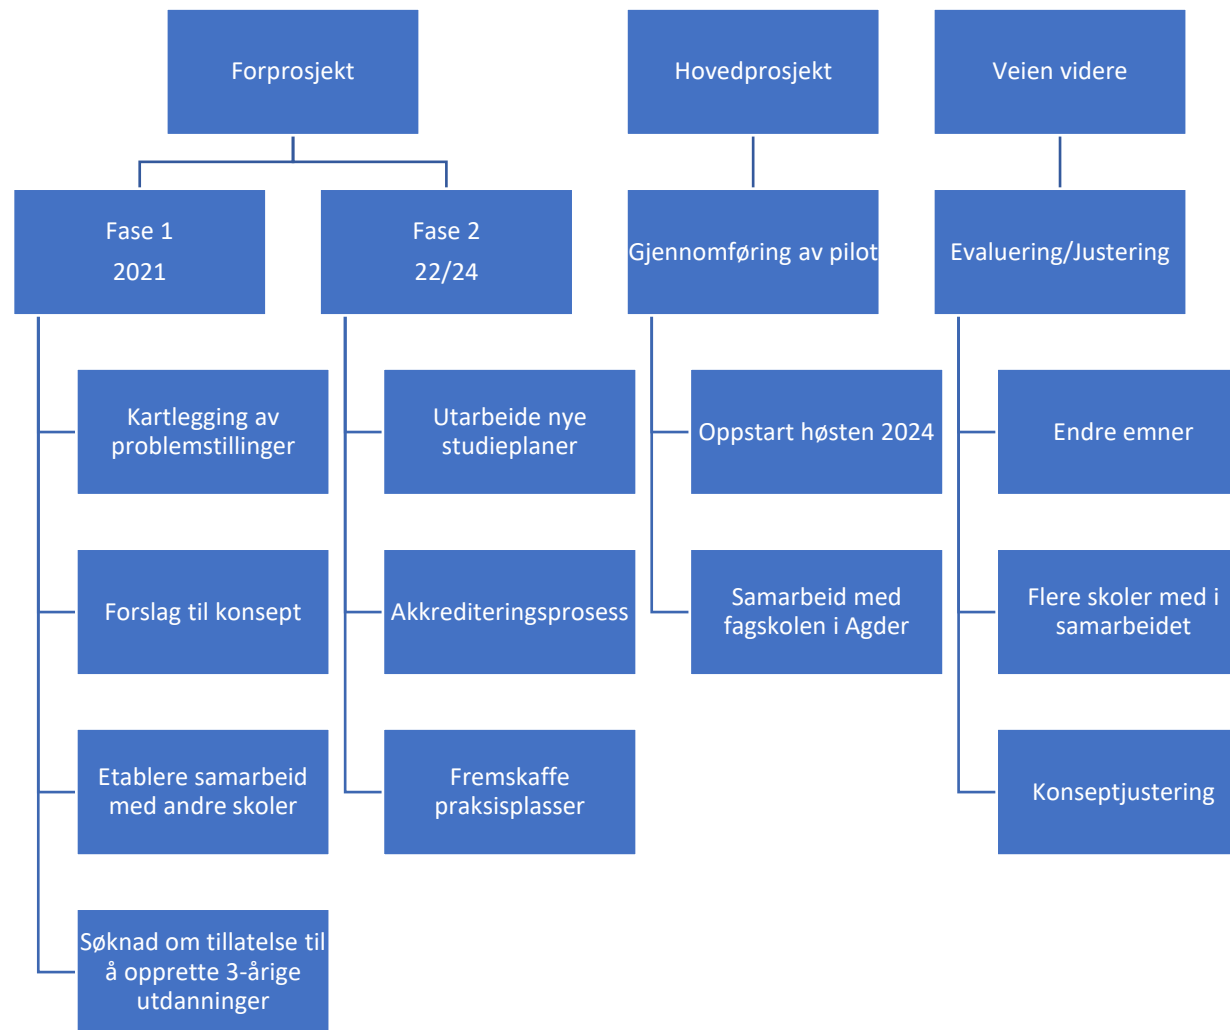 Forprosjekt
Fase 1
2021
Kartlegging av
problemstillinger
Forslag til konsept
Etablere samarbeid
med andre skoler
Søknad om tillatelse til
å opprette 3-årige
utdanninger
Fase 2
22/24
Utarbeide nye
studieplaner
Akkrediteringsprosess
Fremskaffe
praksisplasser
Hovedprosjekt
Gjennomføring av pilot
Oppstart høsten 2024
Samarbeid med
fagskolen i Agder
Veien videre
Evaluering/Justering
Endre emner
Flere skoler med i
samarbeidet
Konseptjustering